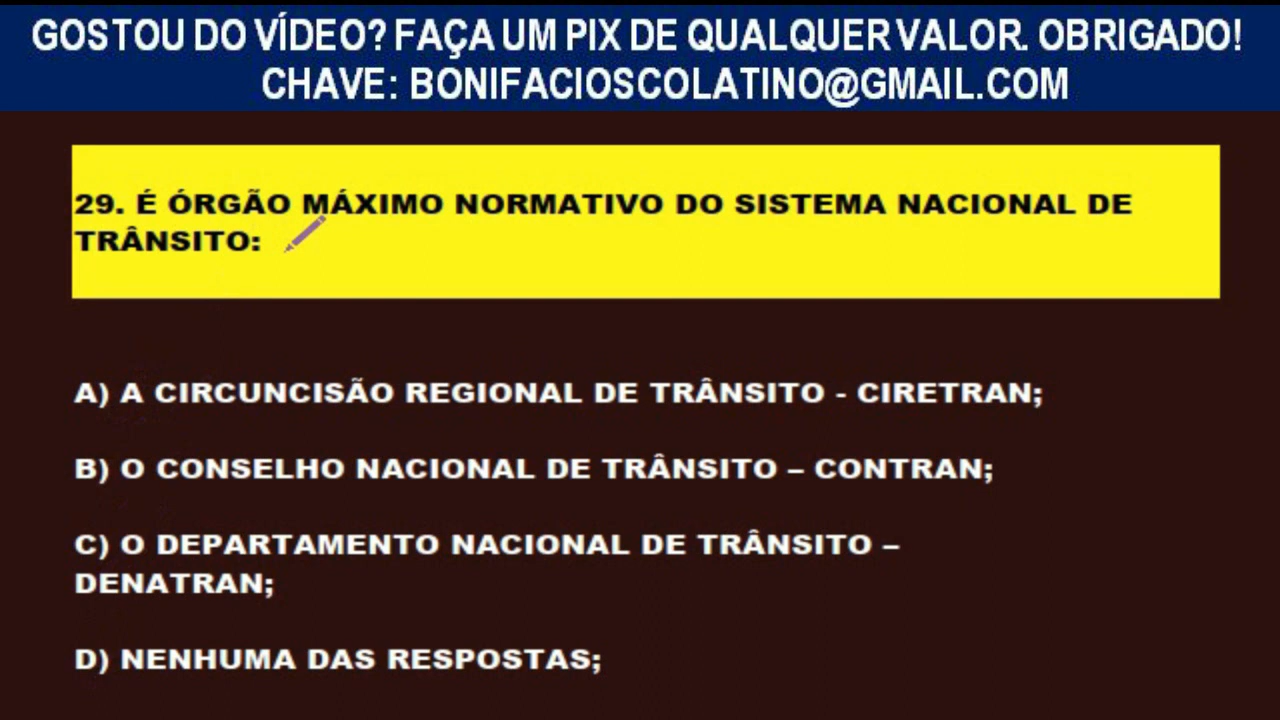 GOSTOU DO VÍDEO? FAÇA UM PIX DE QUALQUER VALOR. OBRIGADO!
CHAVE: BONIFACIOSCOLATINO@GMAIL.COM
29. É ÓRGÃO MÁXIMO NORMATIVO DO SISTEMA NACIONAL DE
TRÂNSITO:
A) A CIRCUNCISÃO REGIONAL DE TRÂNSITO - CIRETRAN;
B) O CONSELHO NACIONAL DE TRÂNSITO – CONTRAN;
C) O DEPARTAMENTO NACIONAL DE TRÂNSITO –
DENATRAN;
D) NENHUMA DAS RESPOSTAS;